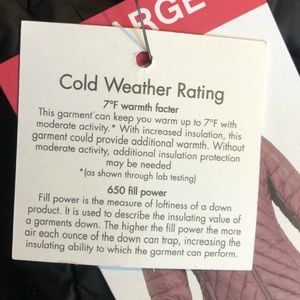 LARGE
Cold Weather Rating
7°F warmth facter
This garment can keep you warm up to 7°F with
moderate activity.* With increased insulation, this
garment could provide additional warmth. Without
moderate activity, additional insulation protection
may be needed
*(as shown through lab testing)
650 fill power
Fill power is the measure of loftiness of a down
product. It is used to describe the insulating value of
a garments down. The higher the fill power the more
air each ounce of the down can trap, increasing the
insulating ability to which the garment can perform.